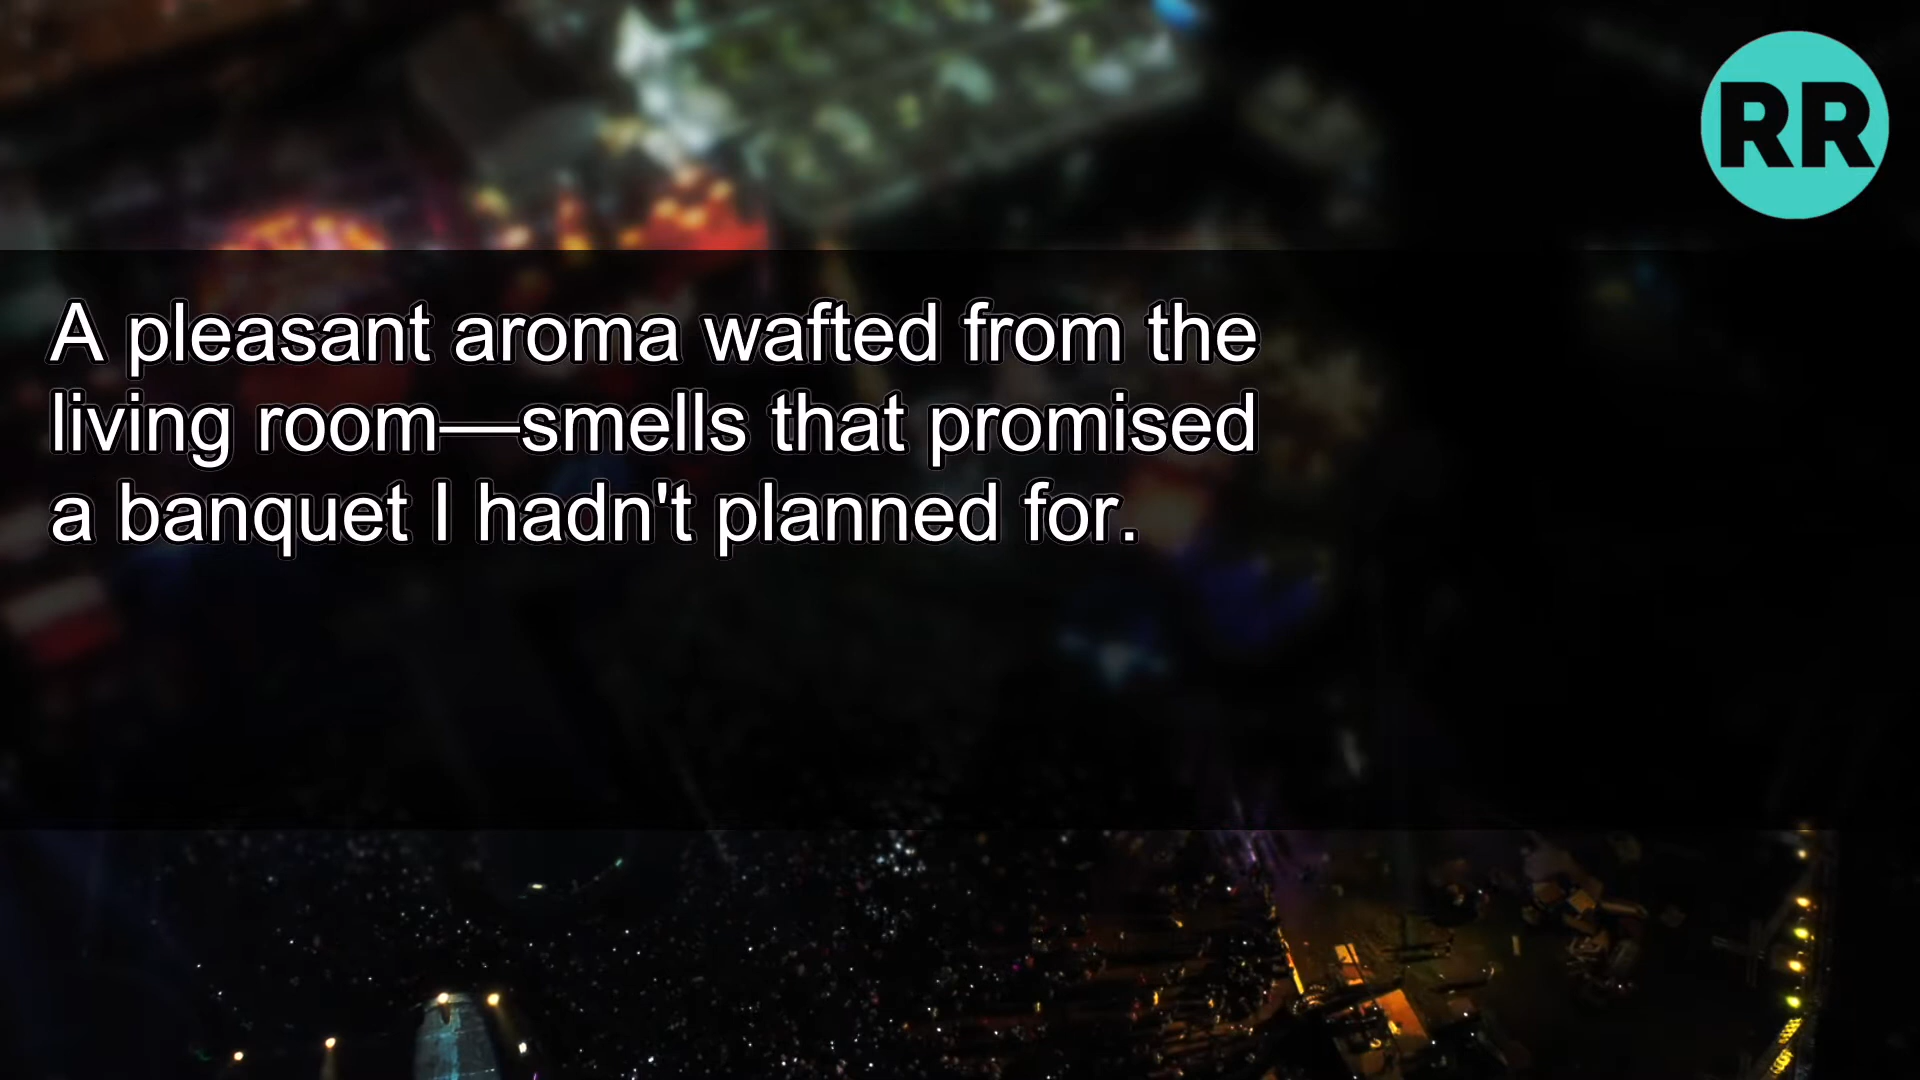 RR
A pleasant aroma wafted from the
living room—smells that promised
a banquet I hadn't planned for.